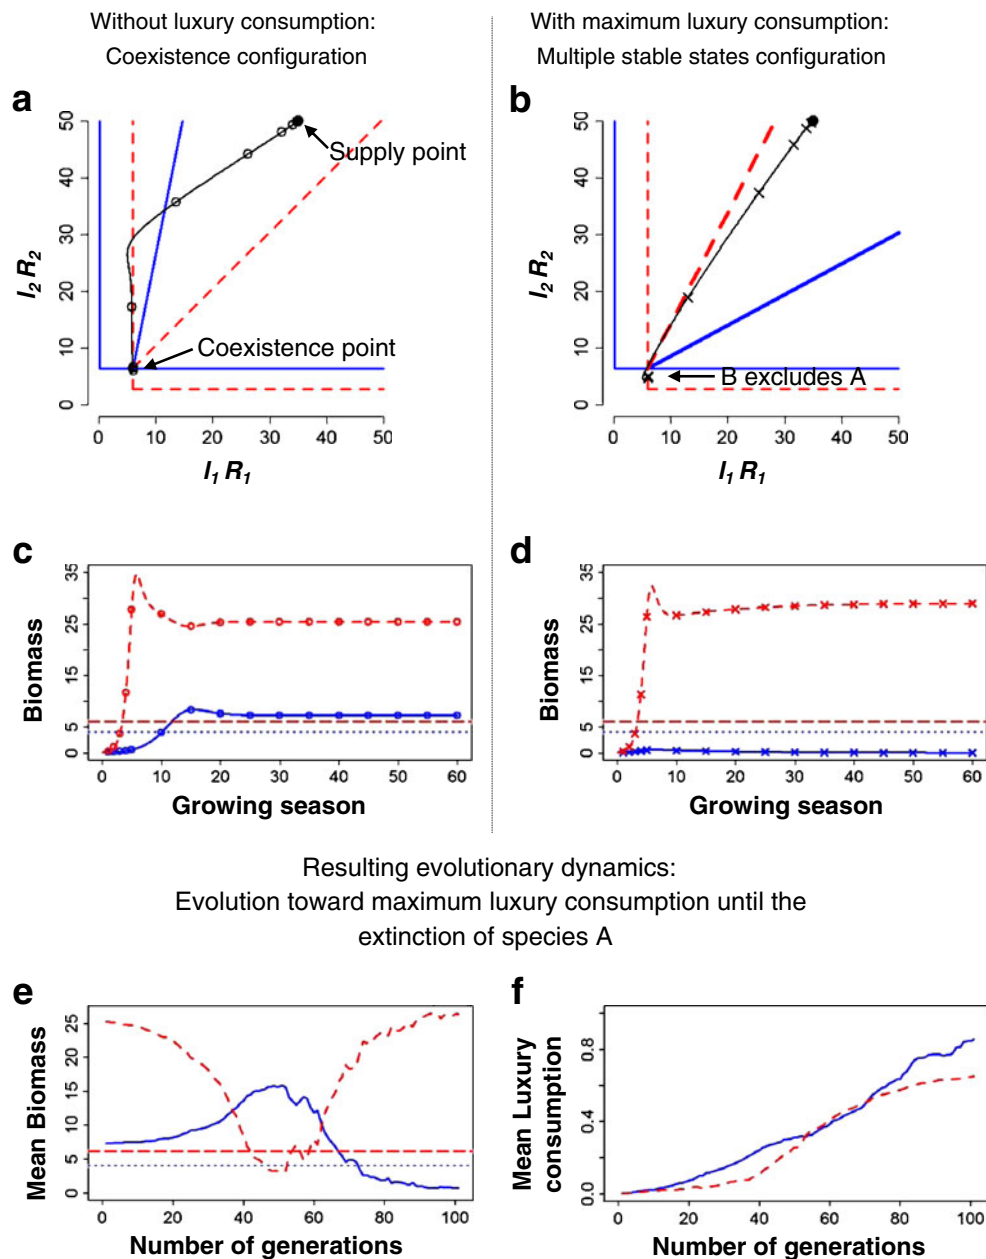 Without luxury consumption:
Coexistence configuration
With maximum luxury consumption:
Multiple stable states configuration
a
50
40
30
20
10
0
I₂ R₂
Supply point
Coexistence point
0 10 20 30 40 50
I₁ R₁
b
50
40
30
20
10
0
I₂ R₂
B excludes A
0 10 20 30 40 50
I₁ R₁
c
35
25
15
5
0
Biomass
0 10 20 30 40 50 60
Growing season
d
35
25
15
5
0
Biomass
0 10 20 30 40 50 60
Growing season
Resulting evolutionary dynamics:
Evolution toward maximum luxury consumption until the
extinction of species A
e
25
20
15
10
5
0
Mean Biomass
0 20 40 60 80 100
Number of generations
f
0.8
0.4
0.0
Mean Luxury
consumption
0 20 40 60 80 100
Number of generations